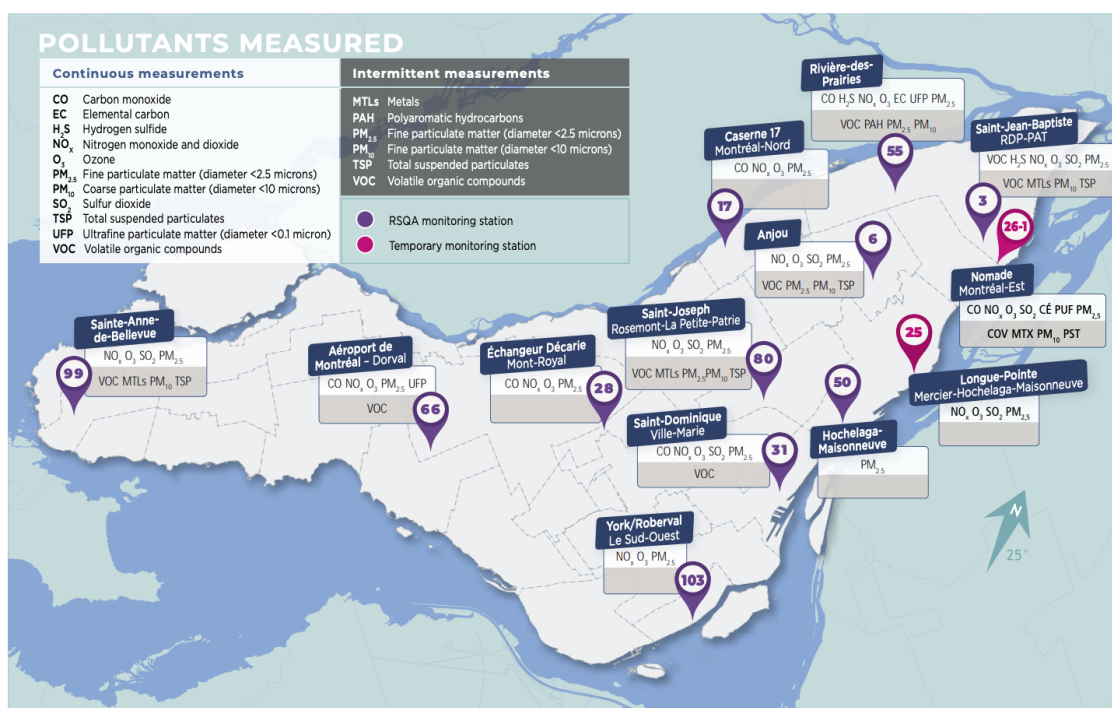 POLLUTANTS MEASURED
Continuous measurements
CO Carbon monoxide
EC Elemental carbon
H₂S Hydrogen sulfide
NOₓ Nitrogen monoxide and dioxide
O₃ Ozone
PM₂.₅ Fine particulate matter (diameter <2.5 microns)
PM₁₀ Coarse particulate matter (diameter <10 microns)
SO₂ Sulfur dioxide
TSP Total suspended particulates
UFP Ultrafine particulate matter (diameter <0.1 micron)
VOC Volatile organic compounds
Intermittent measurements
MTLs Metals
PAH Polyaromatic hydrocarbons
PM₂.₅ Fine particulate matter (diameter <2.5 microns)
PM₁₀ Fine particulate matter (diameter <10 microns)
TSP Total suspended particulates
VOC Volatile organic compounds
RSQA monitoring station
Temporary monitoring station
Rivière-des-
Prairies
CO H₂S NOₓ O₃ EC UFP PM₂.₅
VOC PAH PM₂.₅ PM₁₀
55
Saint-Jean-Baptiste
RDP-PAT
VOC H₂S NOₓ O₃ SO₂ PM₂.₅
VOC MTLs PM₁₀ TSP
3
Caserne 17
Montréal-Nord
CO NOₓ O₃ PM₂.₅
17
26-1
Anjou
NOₓ O₃ SO₂ PM₂.₅
VOC PM₂.₅ PM₁₀ TSP
6
Nomade
Montréal-Est
CO NOₓ O₃ SO₂ CÉ PUF PM₂,₅
COV MTX PM₁₀ PST
Sainte-Anne-
de-Bellevue
NOₓ O₃ SO₂ PM₂.₅
VOC MTLs PM₁₀ TSP
99
Aéroport de
Montréal – Dorval
CO NOₓ O₃ PM₂.₅ UFP
VOC
66
Échangeur Décarie
Mont-Royal
CO NOₓ O₃ PM₂.₅
28
Saint-Joseph
Rosemont-La Petite-Patrie
NOₓ O₃ SO₂ PM₂.₅
VOC MTLs PM₂.₅PM₁₀ TSP
80
25
Longue-Pointe
Mercier-Hochelaga-Maisonneuve
NOₓ O₃ SO₂ PM₂,₅
50
Hochelaga-
Maisonneuve
PM₂.₅
Saint-Dominique
Ville-Marie
CO NOₓ O₃ SO₂ PM₂.₅
VOC
31
York/Roberval
Le Sud-Ouest
NOₓ O₃ PM₂.₅
103
N
25°